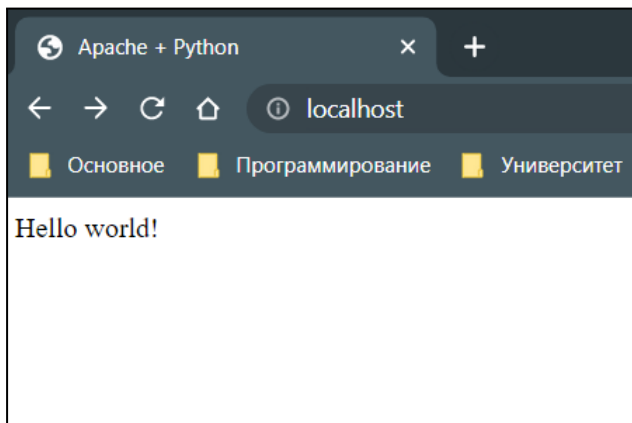 Apache + Python
localhost
Основное Программирование Университет
Hello world!